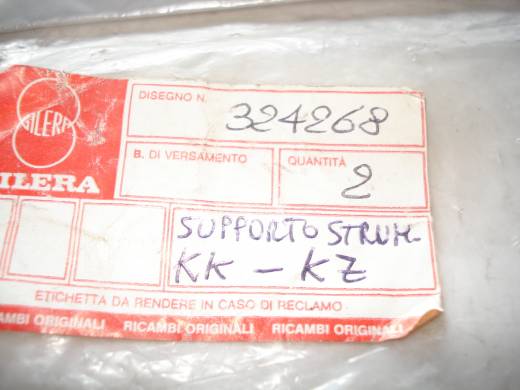 GILERA
ILERA
DISEGNO N.
324268
B. DI VERSAMENTO
QUANTITÀ
2
SUPPORTO STRUM.
KK - KZ
ETICHETTA DA RENDERE IN CASO DI RECLAMO
AMBI ORIGINALI RICAMBI ORIGINALI RICAMBI ORIGINALI